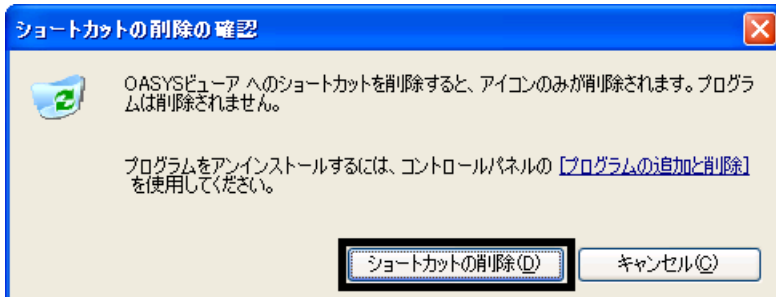 ショートカットの削除の確認
OASYSビューア へのショートカットを削除すると、アイコンのみが削除されます。プログラ
ムは削除されません。
プログラムをアンインストールするには、コントロールパネルの [プログラムの追加と削除]
を使用してください。
ショートカットの削除(D) キャンセル(C)